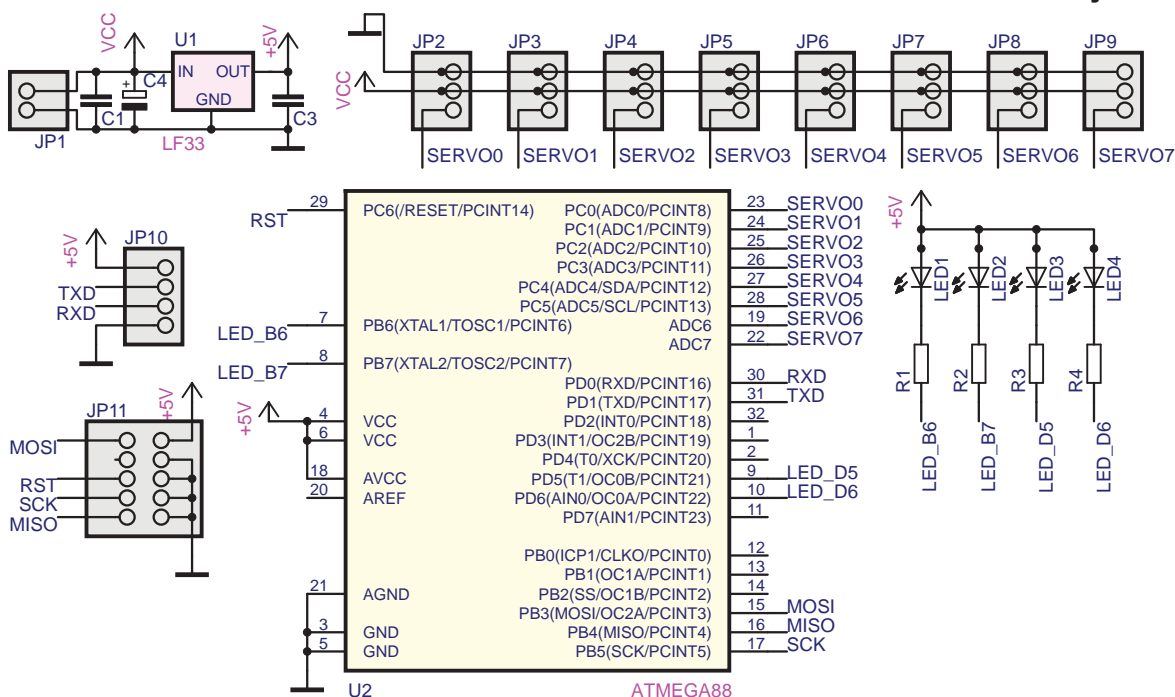 VCC
U1
+5V
IN OUT
GND
C4
C1
C3
JP1
LF33
JP2 JP3 JP4 JP5 JP6 JP7 JP8 JP9
VCC
SERVO0 SERVO1 SERVO2 SERVO3 SERVO4 SERVO5 SERVO6 SERVO7
RST 29 PC6(/RESET/PCINT14)
LED_B6 7 PB6(XTAL1/TOSC1/PCINT6)
LED_B7 8 PB7(XTAL2/TOSC2/PCINT7)
+5V
4 VCC
6 VCC
18 AVCC
20 AREF
21 AGND
3 GND
5 GND
PC0(ADC0/PCINT8) 23 SERVO0
PC1(ADC1/PCINT9) 24 SERVO1
PC2(ADC2/PCINT10) 25 SERVO2
PC3(ADC3/PCINT11) 26 SERVO3
PC4(ADC4/SDA/PCINT12) 27 SERVO4
PC5(ADC5/SCL/PCINT13) 28 SERVO5
ADC6 19 SERVO6
ADC7 22 SERVO7
PD0(RXD/PCINT16) 30 RXD
PD1(TXD/PCINT17) 31 TXD
PD2(INT0/PCINT18) 32
PD3(INT1/OC2B/PCINT19) 1
PD4(T0/XCK/PCINT20) 2
PD5(T1/OC0B/PCINT21) 9 LED_D5
PD6(AIN0/OC0A/PCINT22) 10 LED_D6
PD7(AIN1/PCINT23) 11
PB0(ICP1/CLKO/PCINT0) 12
PB1(OC1A/PCINT1) 13
PB2(SS/OC1B/PCINT2) 14
PB3(MOSI/OC2A/PCINT3) 15 MOSI
PB4(MISO/PCINT4) 16 MISO
PB5(SCK/PCINT5) 17 SCK
U2
ATMEGA88
JP10
+5V
TXD
RXD
JP11
+5V
MOSI
RST
SCK
MISO
+5V
LED1 LED2 LED3 LED4
R1 R2 R3 R4
LED_B6 LED_B7 LED_D5 LED_D6